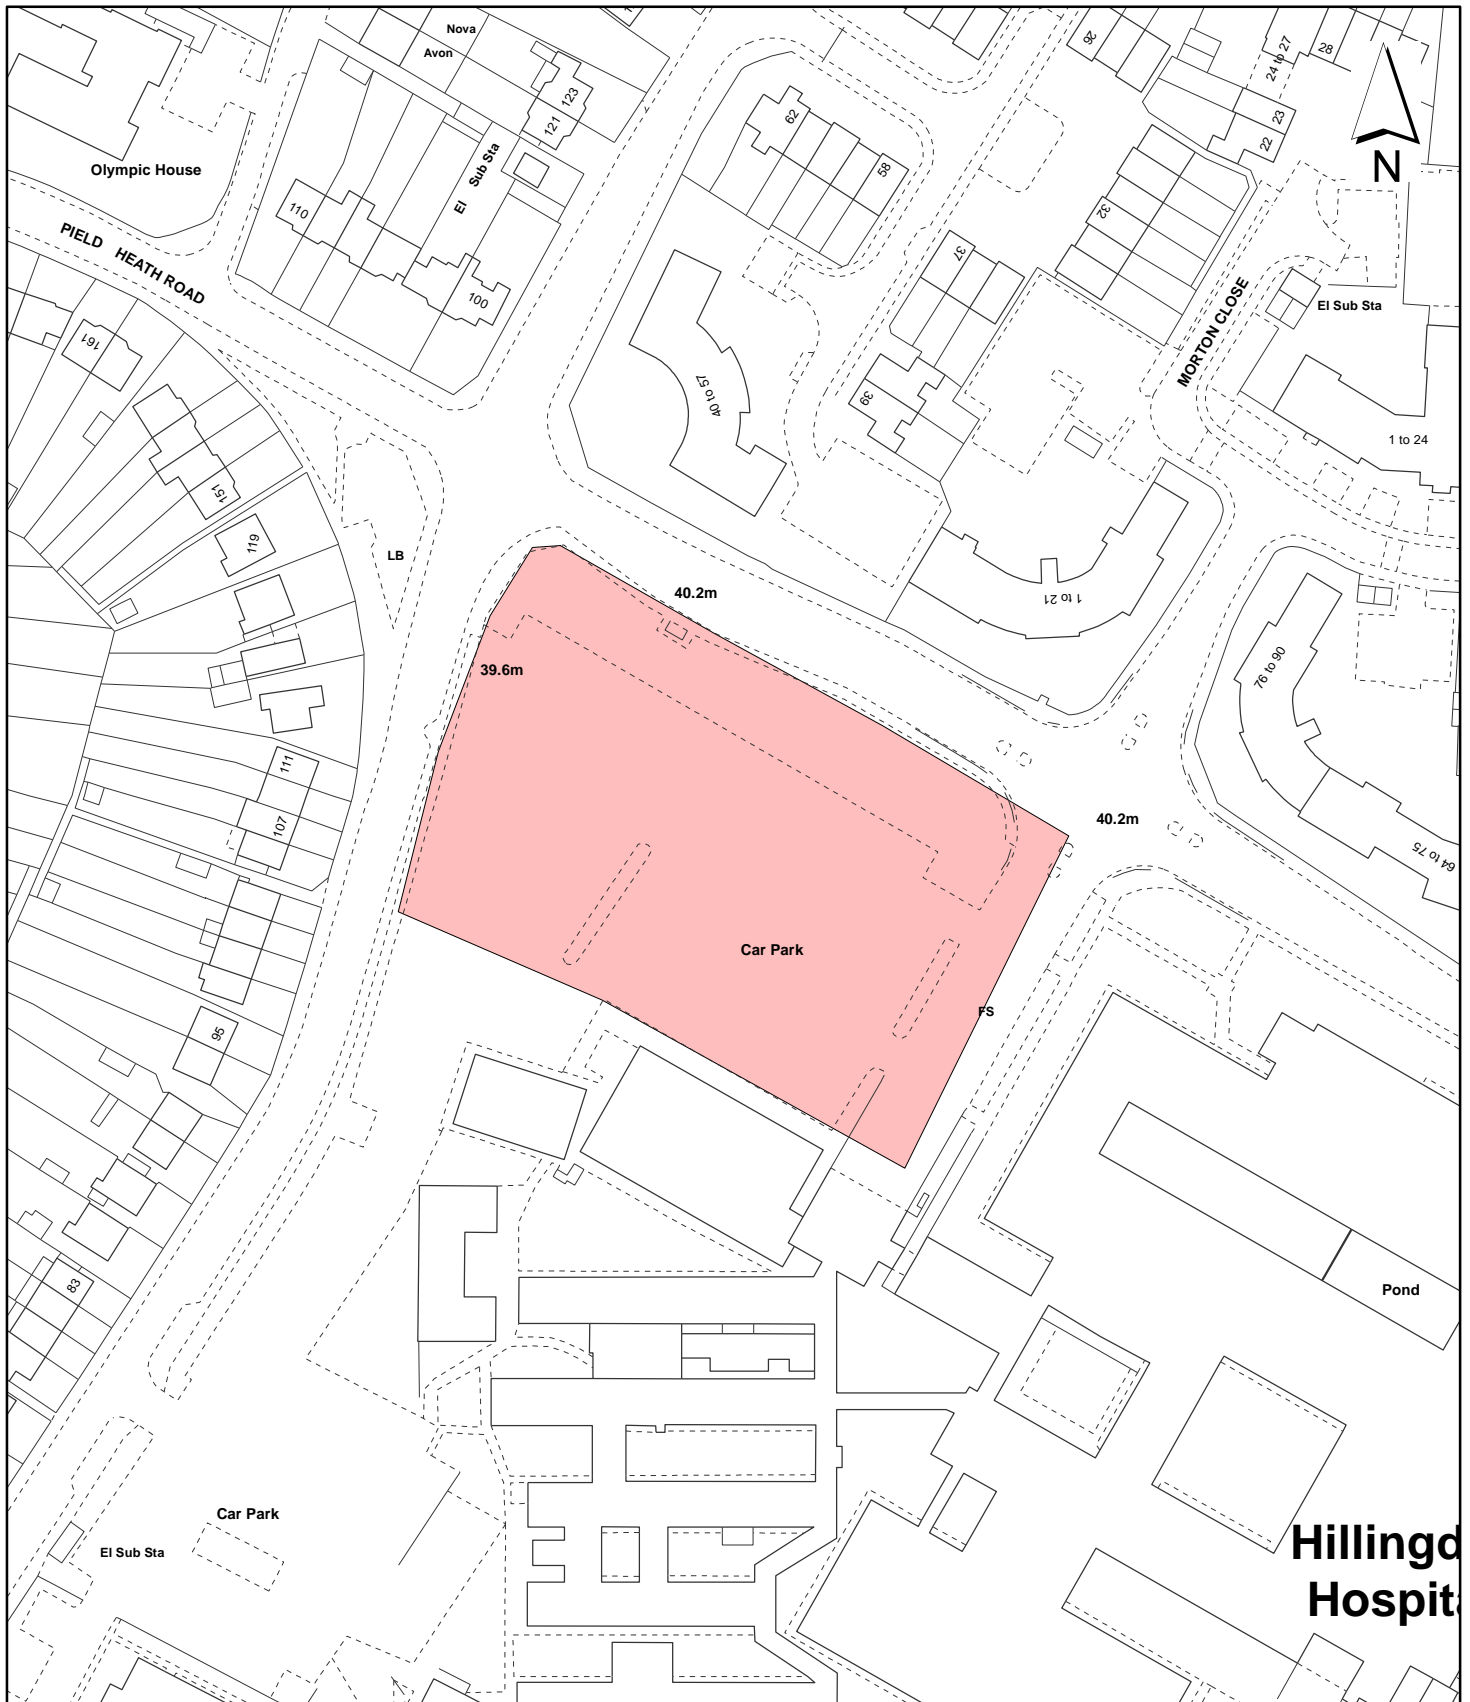 Nova
Avon
123
121
El Sub Sta
Olympic House
110
100
PIELD HEATH ROAD
161
151
119
LB
111
107
95
83
62
58
26
24 to 27
28
23
22
N
32
37
39
40 to 57
MORTON CLOSE
El Sub Sta
1 to 24
1 to 21
76 to 90
64 to 75
40.2m
39.6m
40.2m
Car Park
FS
Pond
Car Park
El Sub Sta
Hillingd
Hospita